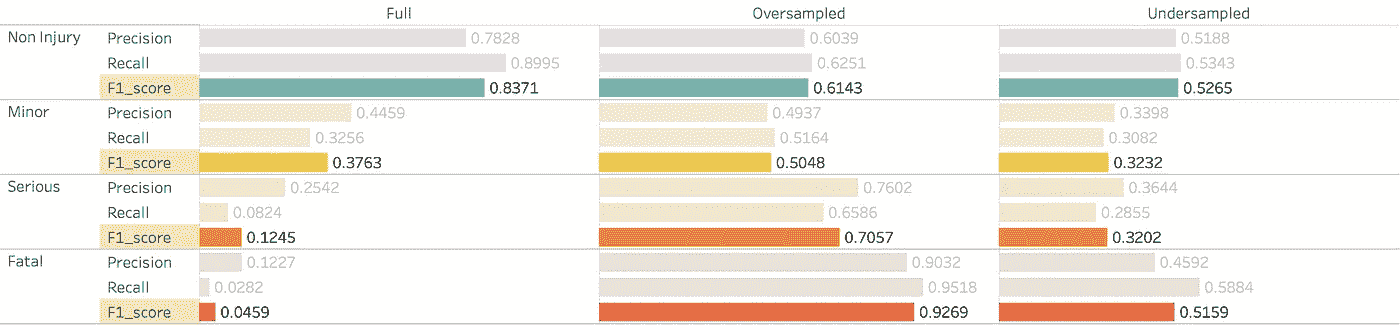 Full Oversampled Undersampled
Non Injury Precision 0.7828 0.6039 0.5188
Recall 0.8995 0.6251 0.5343
F1_score 0.8371 0.6143 0.5265
Minor Precision 0.4459 0.4937 0.3398
Recall 0.3256 0.5164 0.3082
F1_score 0.3763 0.5048 0.3232
Serious Precision 0.2542 0.7602 0.3644
Recall 0.0824 0.6586 0.2855
F1_score 0.1245 0.7057 0.3202
Fatal Precision 0.1227 0.9032 0.4592
Recall 0.0282 0.9518 0.5884
F1_score 0.0459 0.9269 0.5159